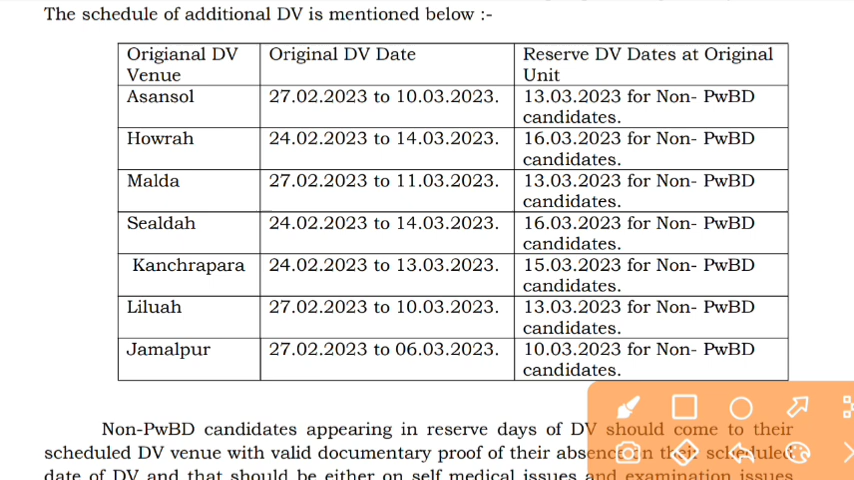 The schedule of additional DV is mentioned below :-
Origianal DV Venue | Original DV Date | Reserve DV Dates at Original Unit
Asansol | 27.02.2023 to 10.03.2023. | 13.03.2023 for Non- PwBD candidates.
Howrah | 24.02.2023 to 14.03.2023. | 16.03.2023 for Non- PwBD candidates.
Malda | 27.02.2023 to 11.03.2023. | 13.03.2023 for Non- PwBD candidates.
Sealdah | 24.02.2023 to 14.03.2023. | 16.03.2023 for Non- PwBD candidates.
Kanchrapara | 24.02.2023 to 13.03.2023. | 15.03.2023 for Non- PwBD candidates.
Liluah | 27.02.2023 to 10.03.2023. | 13.03.2023 for Non- PwBD candidates.
Jamalpur | 27.02.2023 to 06.03.2023. | 10.03.2023 for Non- PwBD candidates.
Non-PwBD candidates appearing in reserve days of DV should come to their
scheduled DV venue with valid documentary proof of their absence on their scheduled
date of DV and that should be either on self medical issues and examination issues